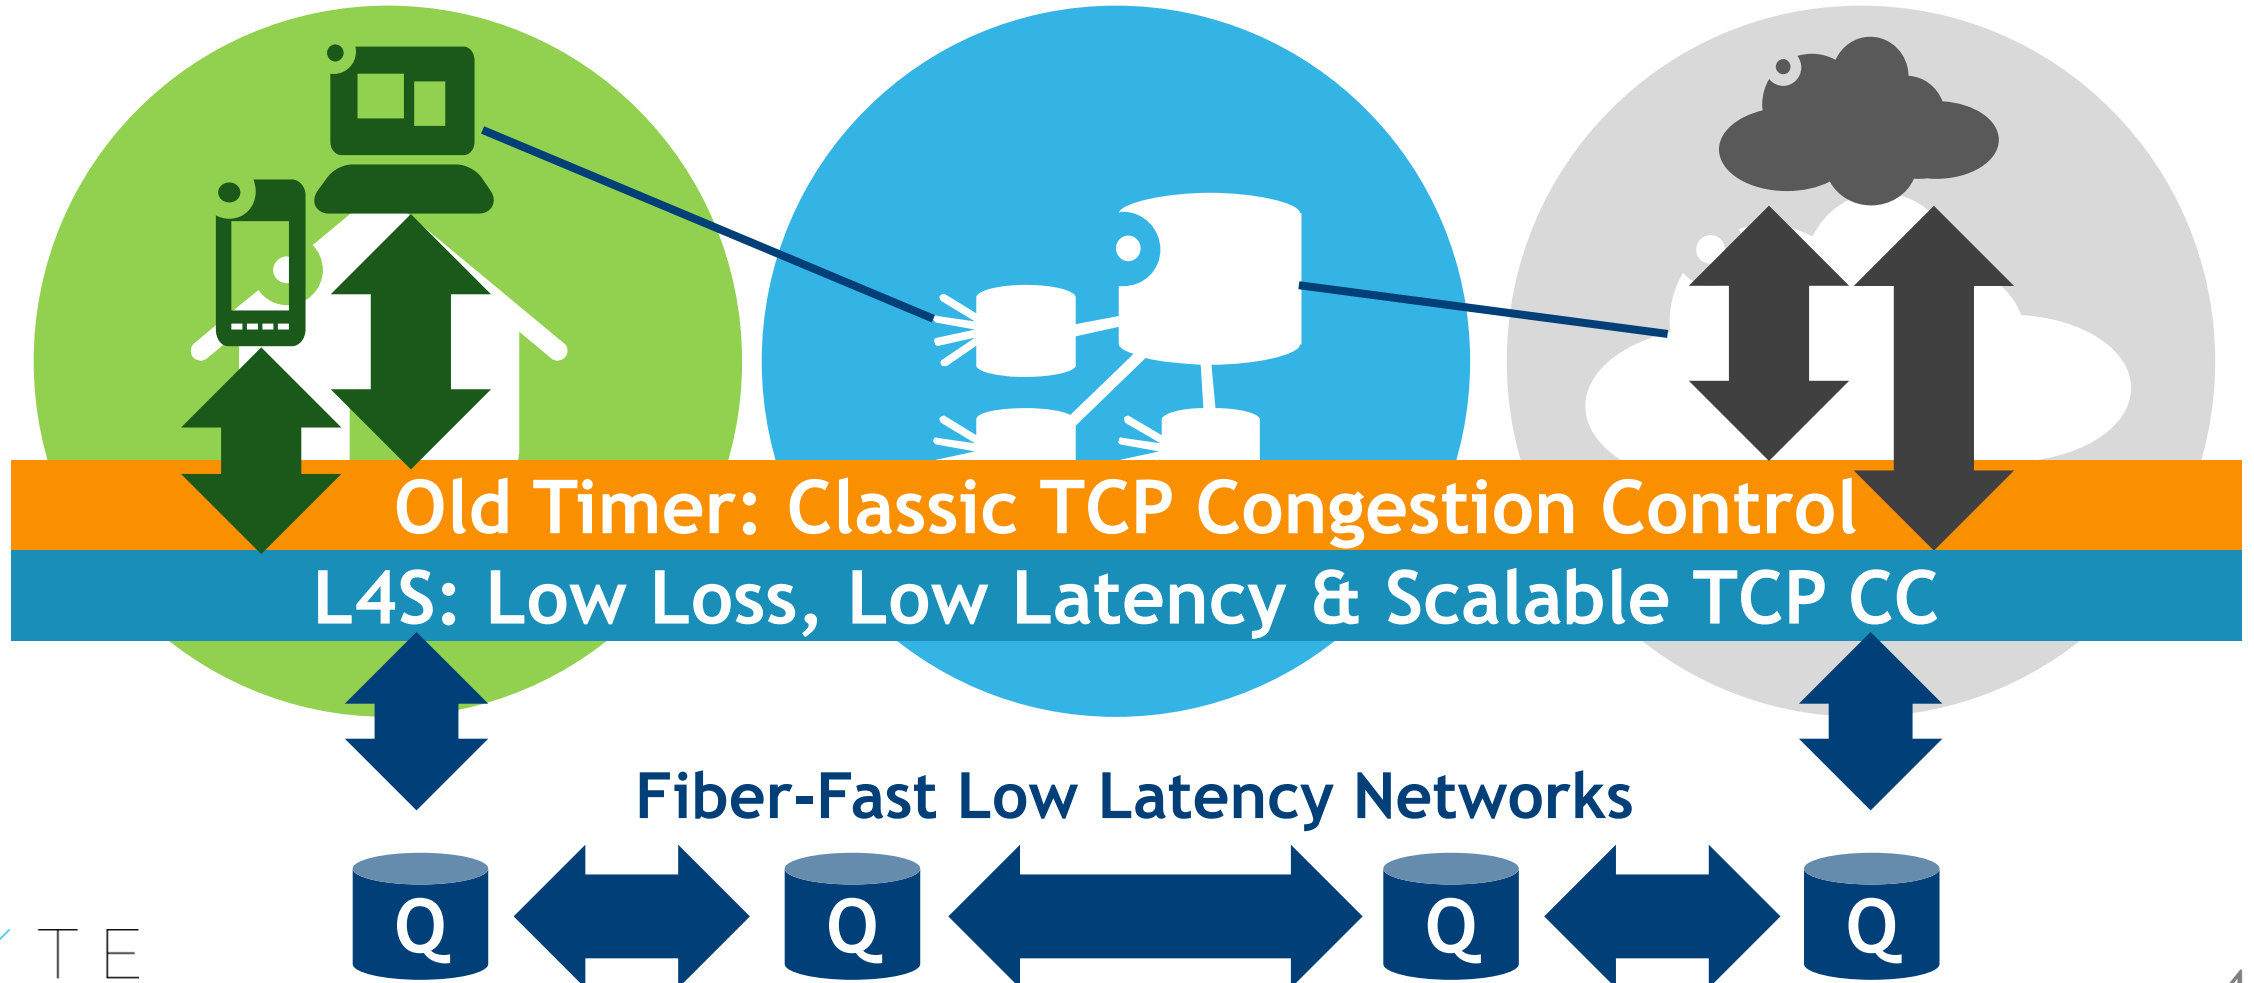 Old Timer: Classic TCP Congestion Control
L4S: Low Loss, Low Latency & Scalable TCP CC
Fiber-Fast Low Latency Networks
Q Q Q Q
TE